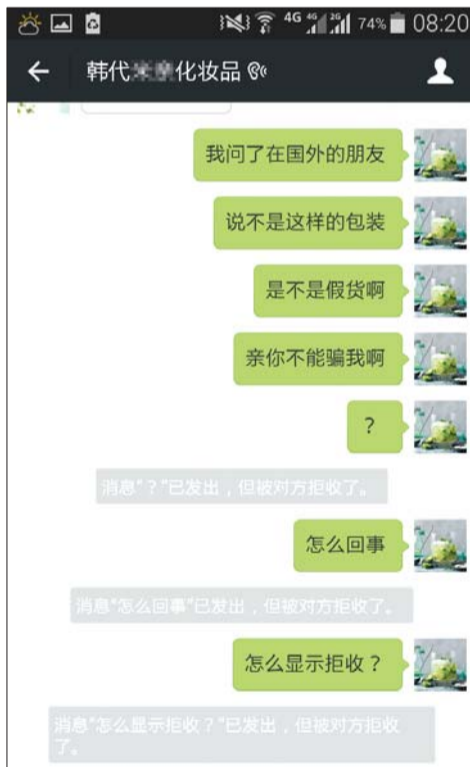 4G 4G 2G 74% 08:20
韩代化妆品
我问了在国外的朋友
说不是这样的包装
是不是假货啊
亲你不能骗我啊
？
消息“？”已发出，但被对方拒收了。
怎么回事
消息“怎么回事”已发出，但被对方拒收了。
怎么显示拒收？
消息“怎么显示拒收？”已发出，但被对方拒收
了。